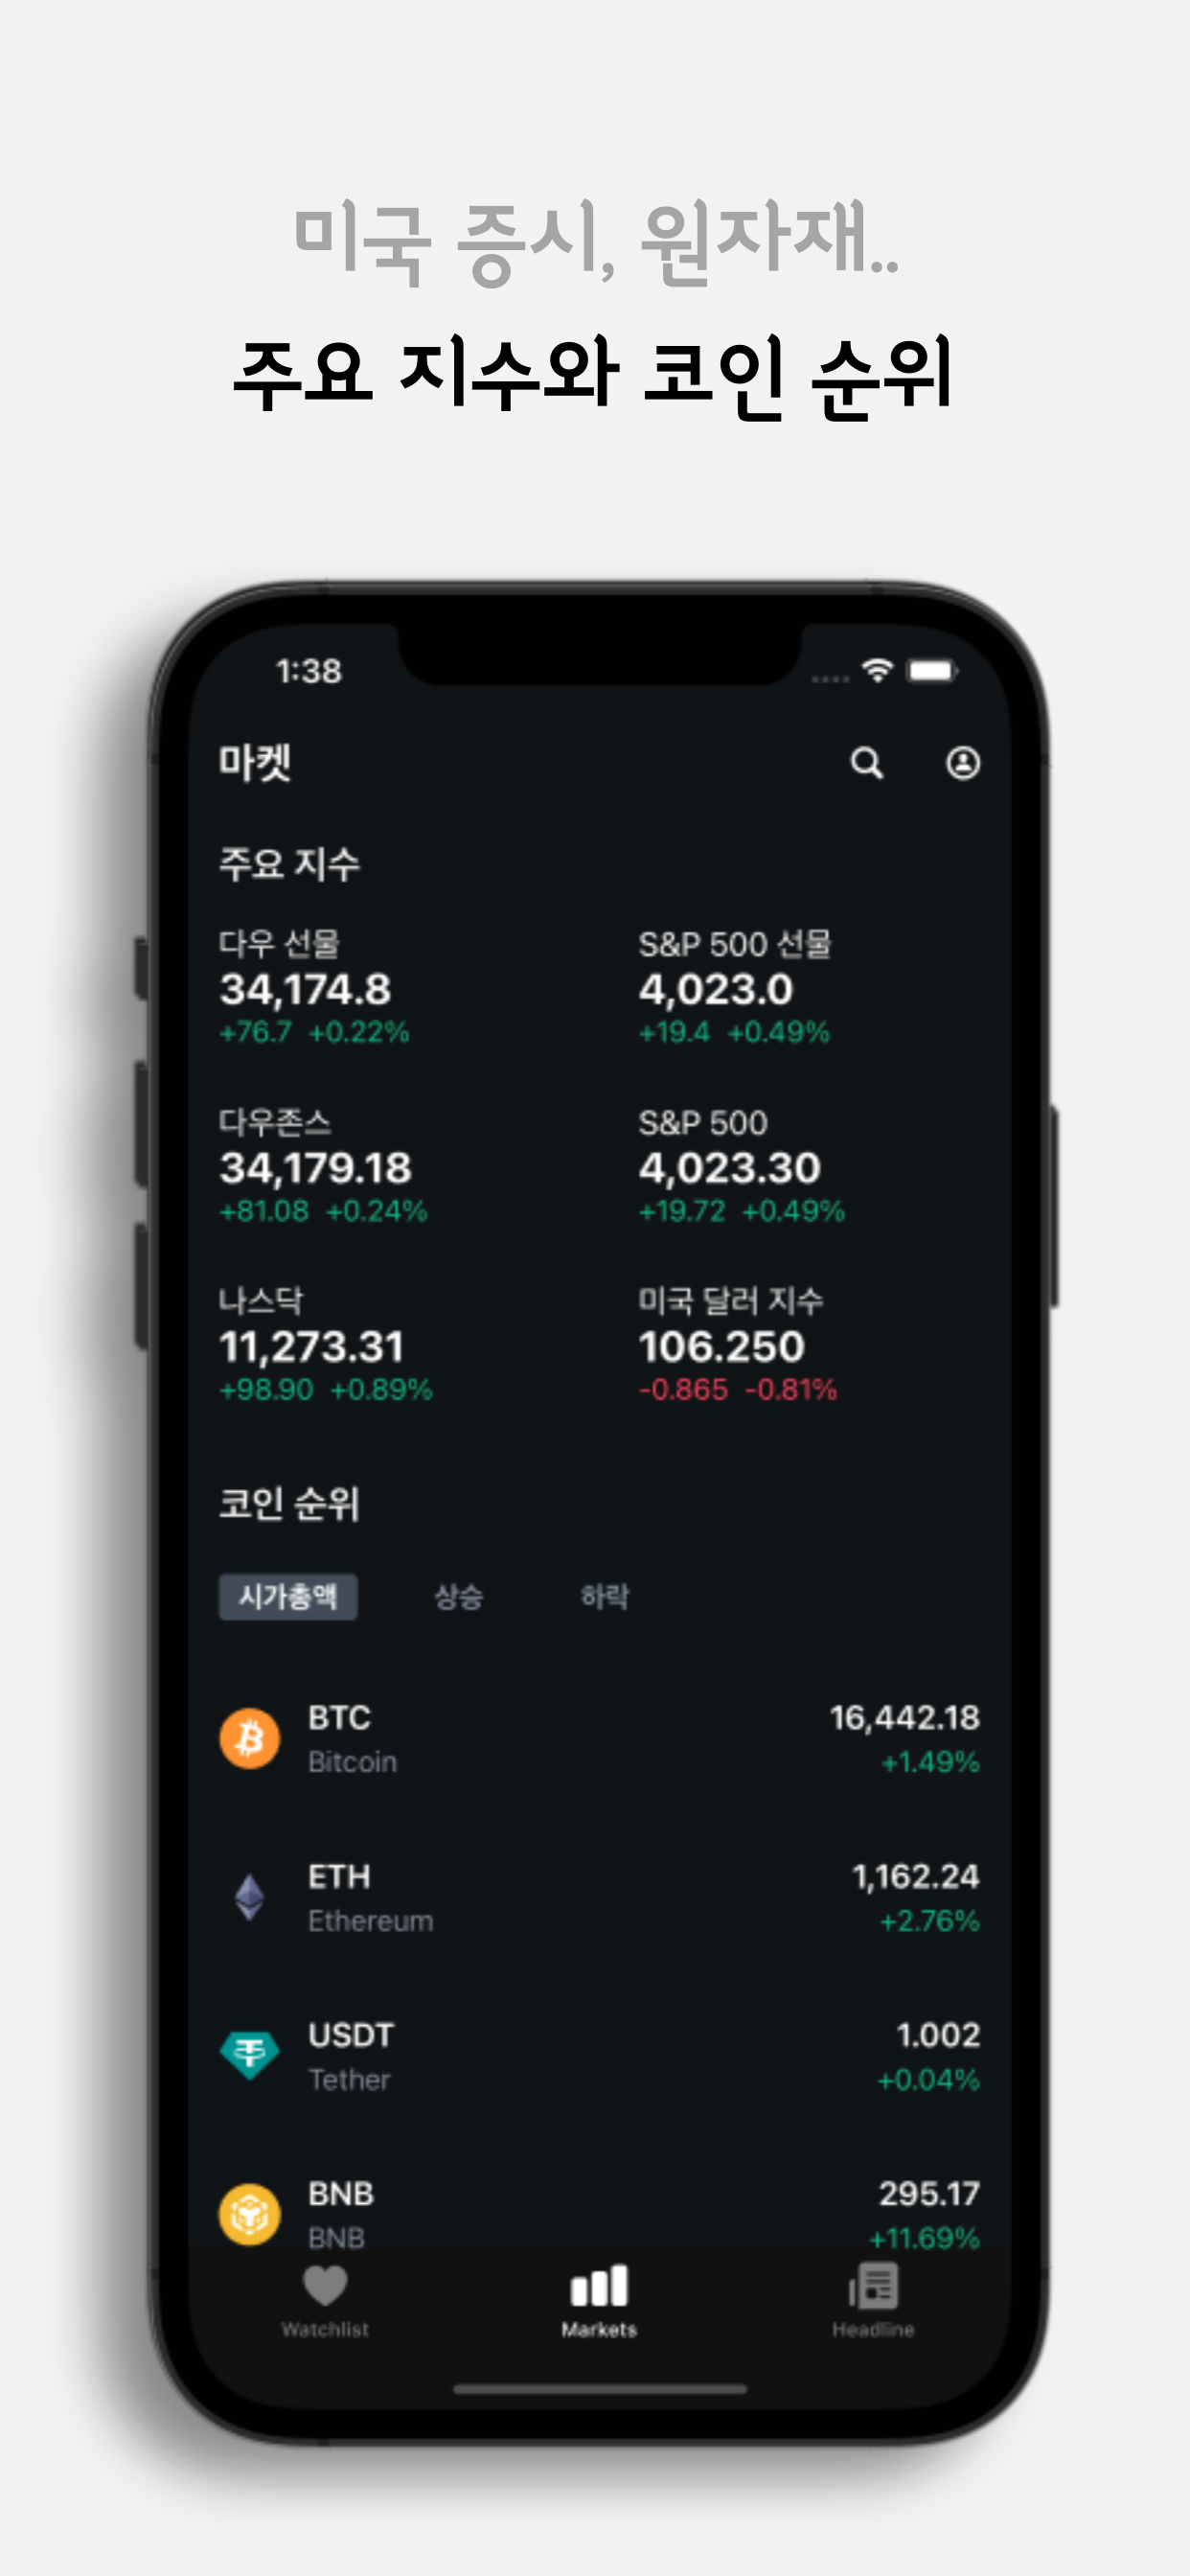 미국 증시, 원자재..
주요 지수와 코인 순위
1:38
마켓
주요 지수
다우 선물
34,174.8
+76.7 +0.22%
S&P 500 선물
4,023.0
+19.4 +0.49%
다우존스
34,179.18
+81.08 +0.24%
S&P 500
4,023.30
+19.72 +0.49%
나스닥
11,273.31
+98.90 +0.89%
미국 달러 지수
106.250
-0.865 -0.81%
코인 순위
시가총액 상승 하락
BTC 16,442.18
Bitcoin +1.49%
ETH 1,162.24
Ethereum +2.76%
USDT 1.002
Tether +0.04%
BNB 295.17
BNB +11.69%
Watchlist Markets Headline